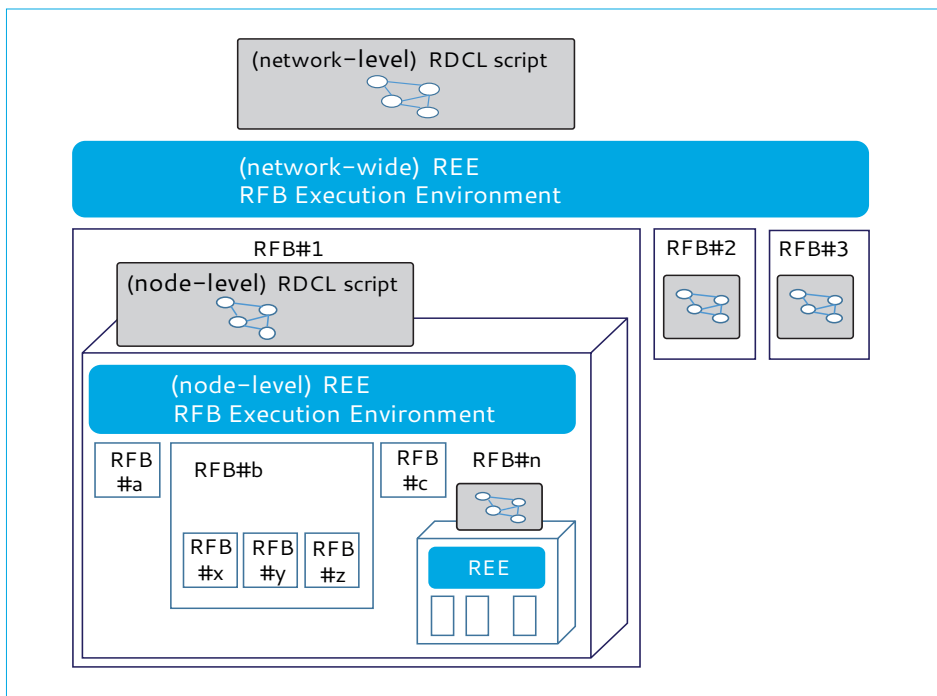 (network-level) RDCL script
(network-wide) REE
RFB Execution Environment
RFB#1
RFB#2
RFB#3
(node-level) RDCL script
(node-level) REE
RFB Execution Environment
RFB
#a
RFB#b
RFB
#c
RFB#n
RFB
#x
RFB
#y
RFB
#z
REE